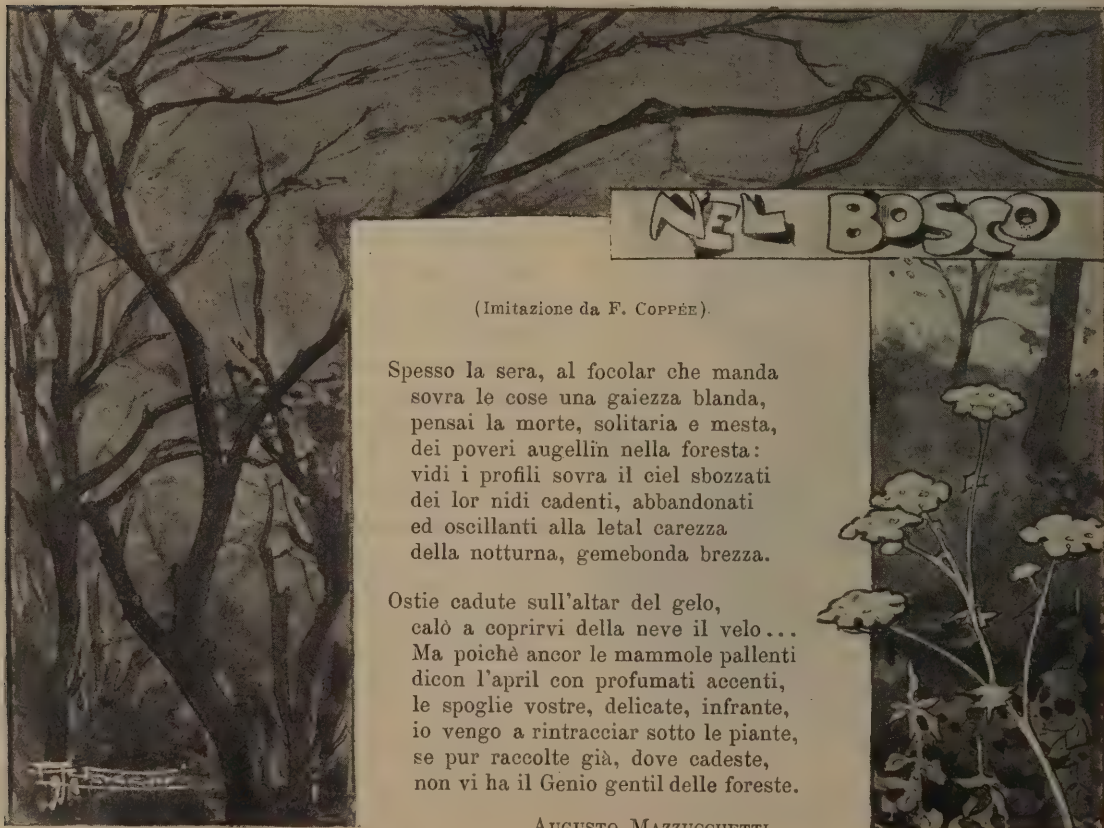 NEL BOSCO
(Imitazione da F. COPPÉE).
Spesso la sera, al focolar che manda
sovra le cose una gaiezza blanda,
pensai la morte, solitaria e mesta,
dei poveri augellin nella foresta:
vidi i profili sovra il ciel sbozzati
dei lor nidi cadenti, abbandonati
ed oscillanti alla letal carezza
della notturna, gemebonda brezza.
Ostie cadute sull'altar del gelo,
calò a coprirvi della neve il velo...
Ma poichè ancor le mammole pallenti
dicon l'april con profumati accenti,
le spoglie vostre, delicate, infrante,
io vengo a rintracciar sotto le piante,
se pur raccolte già, dove cadeste,
non vi ha il Genio gentil delle foreste.
AUGUSTO MAZZUCCHETTI